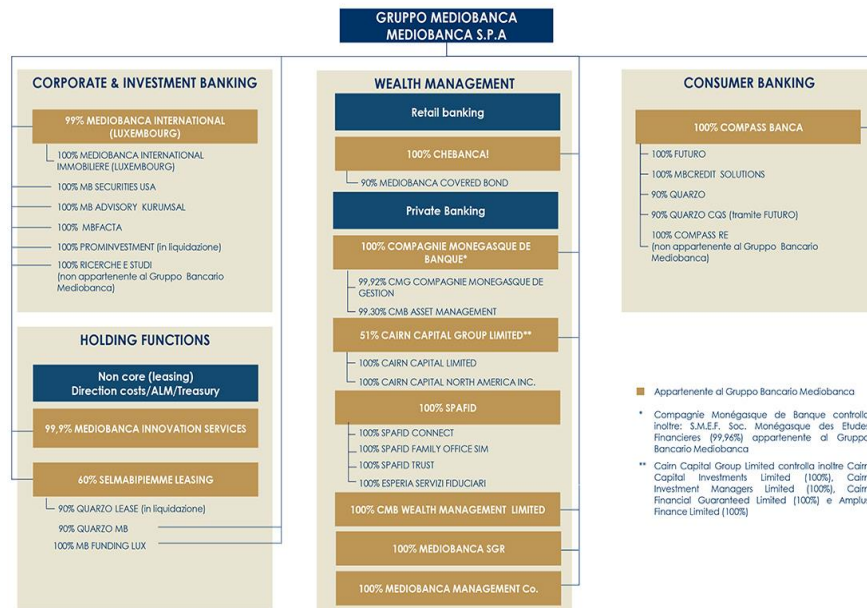 GRUPPO MEDIOBANCA
MEDIOBANCA S.P.A
CORPORATE & INVESTMENT BANKING
99% MEDIOBANCA INTERNATIONAL
(LUXEMBOURG)
100% MEDIOBANCA INTERNATIONAL
IMMOBILIERE (LUXEMBOURG)
100% MB SECURITIES USA
100% MB ADVISORY KURUMSAL
100% MBFACTA
100% PROMINVESTMENT (in liquidazione)
100% RICERCHE E STUDI
(non appartenente al Gruppo Bancario
Mediobanca)
HOLDING FUNCTIONS
Non core (leasing)
Direction costs/ALM/Treasury
99,9% MEDIOBANCA INNOVATION SERVICES
60% SELMABIPIEMME LEASING
90% QUARZO LEASE (in liquidazione)
90% QUARZO MB
100% MB FUNDING LUX
WEALTH MANAGEMENT
Retail banking
100% CHEBANCA!
90% MEDIOBANCA COVERED BOND
Private Banking
100% COMPAGNIE MONEGASQUE DE
BANQUE*
99,92% CMG COMPAGNIE MONEGASQUE DE
GESTION
99.30% CMB ASSET MANAGEMENT
51% CAIRN CAPITAL GROUP LIMITED**
100% CAIRN CAPITAL LIMITED
100% CAIRN CAPITAL NORTH AMERICA INC.
100% SPAFID
100% SPAFID CONNECT
100% SPAFID FAMILY OFFICE SIM
100% SPAFID TRUST
100% ESPERIA SERVIZI FIDUCIARI
100% CMB WEALTH MANAGEMENT LIMITED
100% MEDIOBANCA SGR
100% MEDIOBANCA MANAGEMENT Co.
CONSUMER BANKING
100% COMPASS BANCA
100% FUTURO
100% MBCREDIT SOLUTIONS
90% QUARZO
90% QUARZO CQS (tramite FUTURO)
100% COMPASS RE
(non appartenente al Gruppo Bancario
Mediobanca)
Appartenente al Gruppo Bancario Mediobanca
* Compagnie Monégasque de Banque controlla
inoltre: S.M.E.F. Soc. Monégasque des Etudes
Financieres (99,96%) appartenente al Gruppo
Bancario Mediobanca
** Cairn Capital Group Limited controlla inoltre Cairn
Capital Investments Limited (100%), Cairn
Investment Managers Limited (100%), Cairn
Financial Guaranteed Limited (100%) e Amplus
Finance Limited (100%)